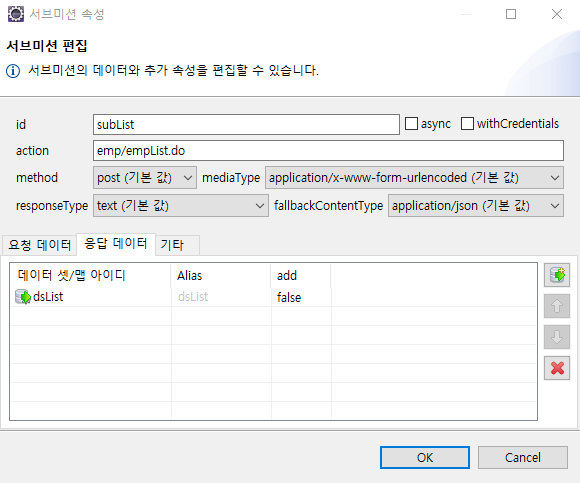 서브미션 속성
서브미션 편집
서브미션의 데이터와 추가 속성을 편집할 수 있습니다.
id subList async withCredentials
action emp/empList.do
method post (기본 값) mediaType application/x-www-form-urlencoded (기본 값)
responseType text (기본 값) fallbackContentType application/json (기본 값)
요청 데이터 응답 데이터 기타
데이터 셋/맵 아이디 Alias add
dsList dsList false
OK Cancel